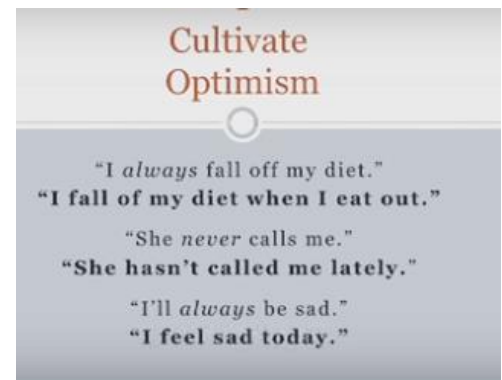 Cultivate
Optimism
“I always fall off my diet.”
“I fall of my diet when I eat out.”
“She never calls me.”
“She hasn’t called me lately.”
“I’ll always be sad.”
“I feel sad today.”